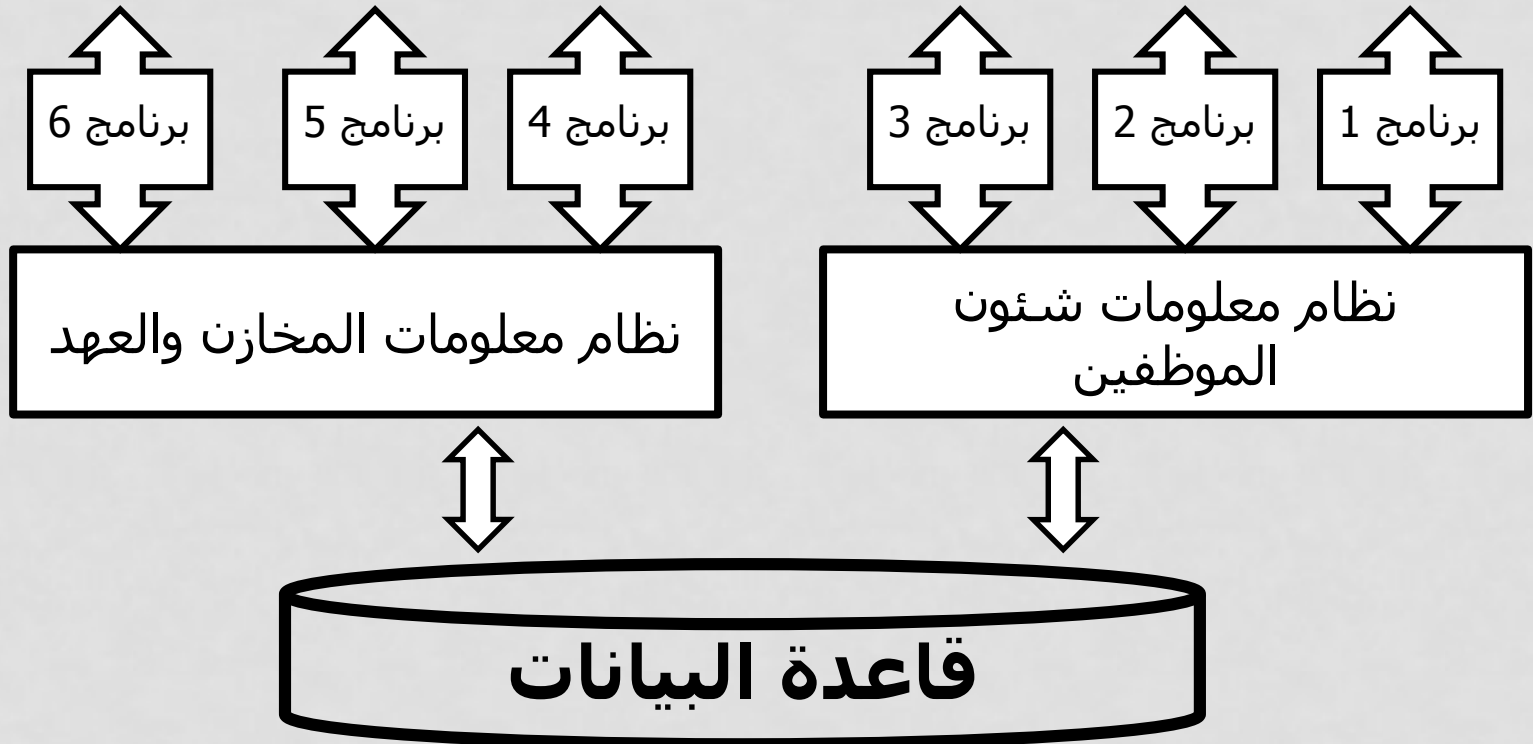 برنامج 1
برنامج 2
برنامج 3
برنامج 4
برنامج 5
برنامج 6
نظام معلومات شئون
الموظفين
نظام معلومات المخازن والعهد
قاعدة البيانات